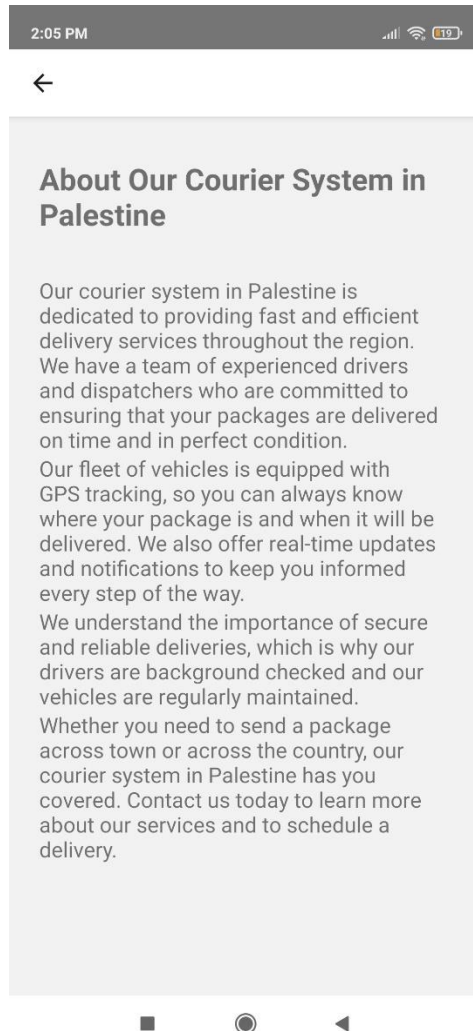 2:05 PM
19
About Our Courier System in
Palestine
Our courier system in Palestine is
dedicated to providing fast and efficient
delivery services throughout the region.
We have a team of experienced drivers
and dispatchers who are committed to
ensuring that your packages are delivered
on time and in perfect condition.
Our fleet of vehicles is equipped with
GPS tracking, so you can always know
where your package is and when it will be
delivered. We also offer real-time updates
and notifications to keep you informed
every step of the way.
We understand the importance of secure
and reliable deliveries, which is why our
drivers are background checked and our
vehicles are regularly maintained.
Whether you need to send a package
across town or across the country, our
courier system in Palestine has you
covered. Contact us today to learn more
about our services and to schedule a
delivery.